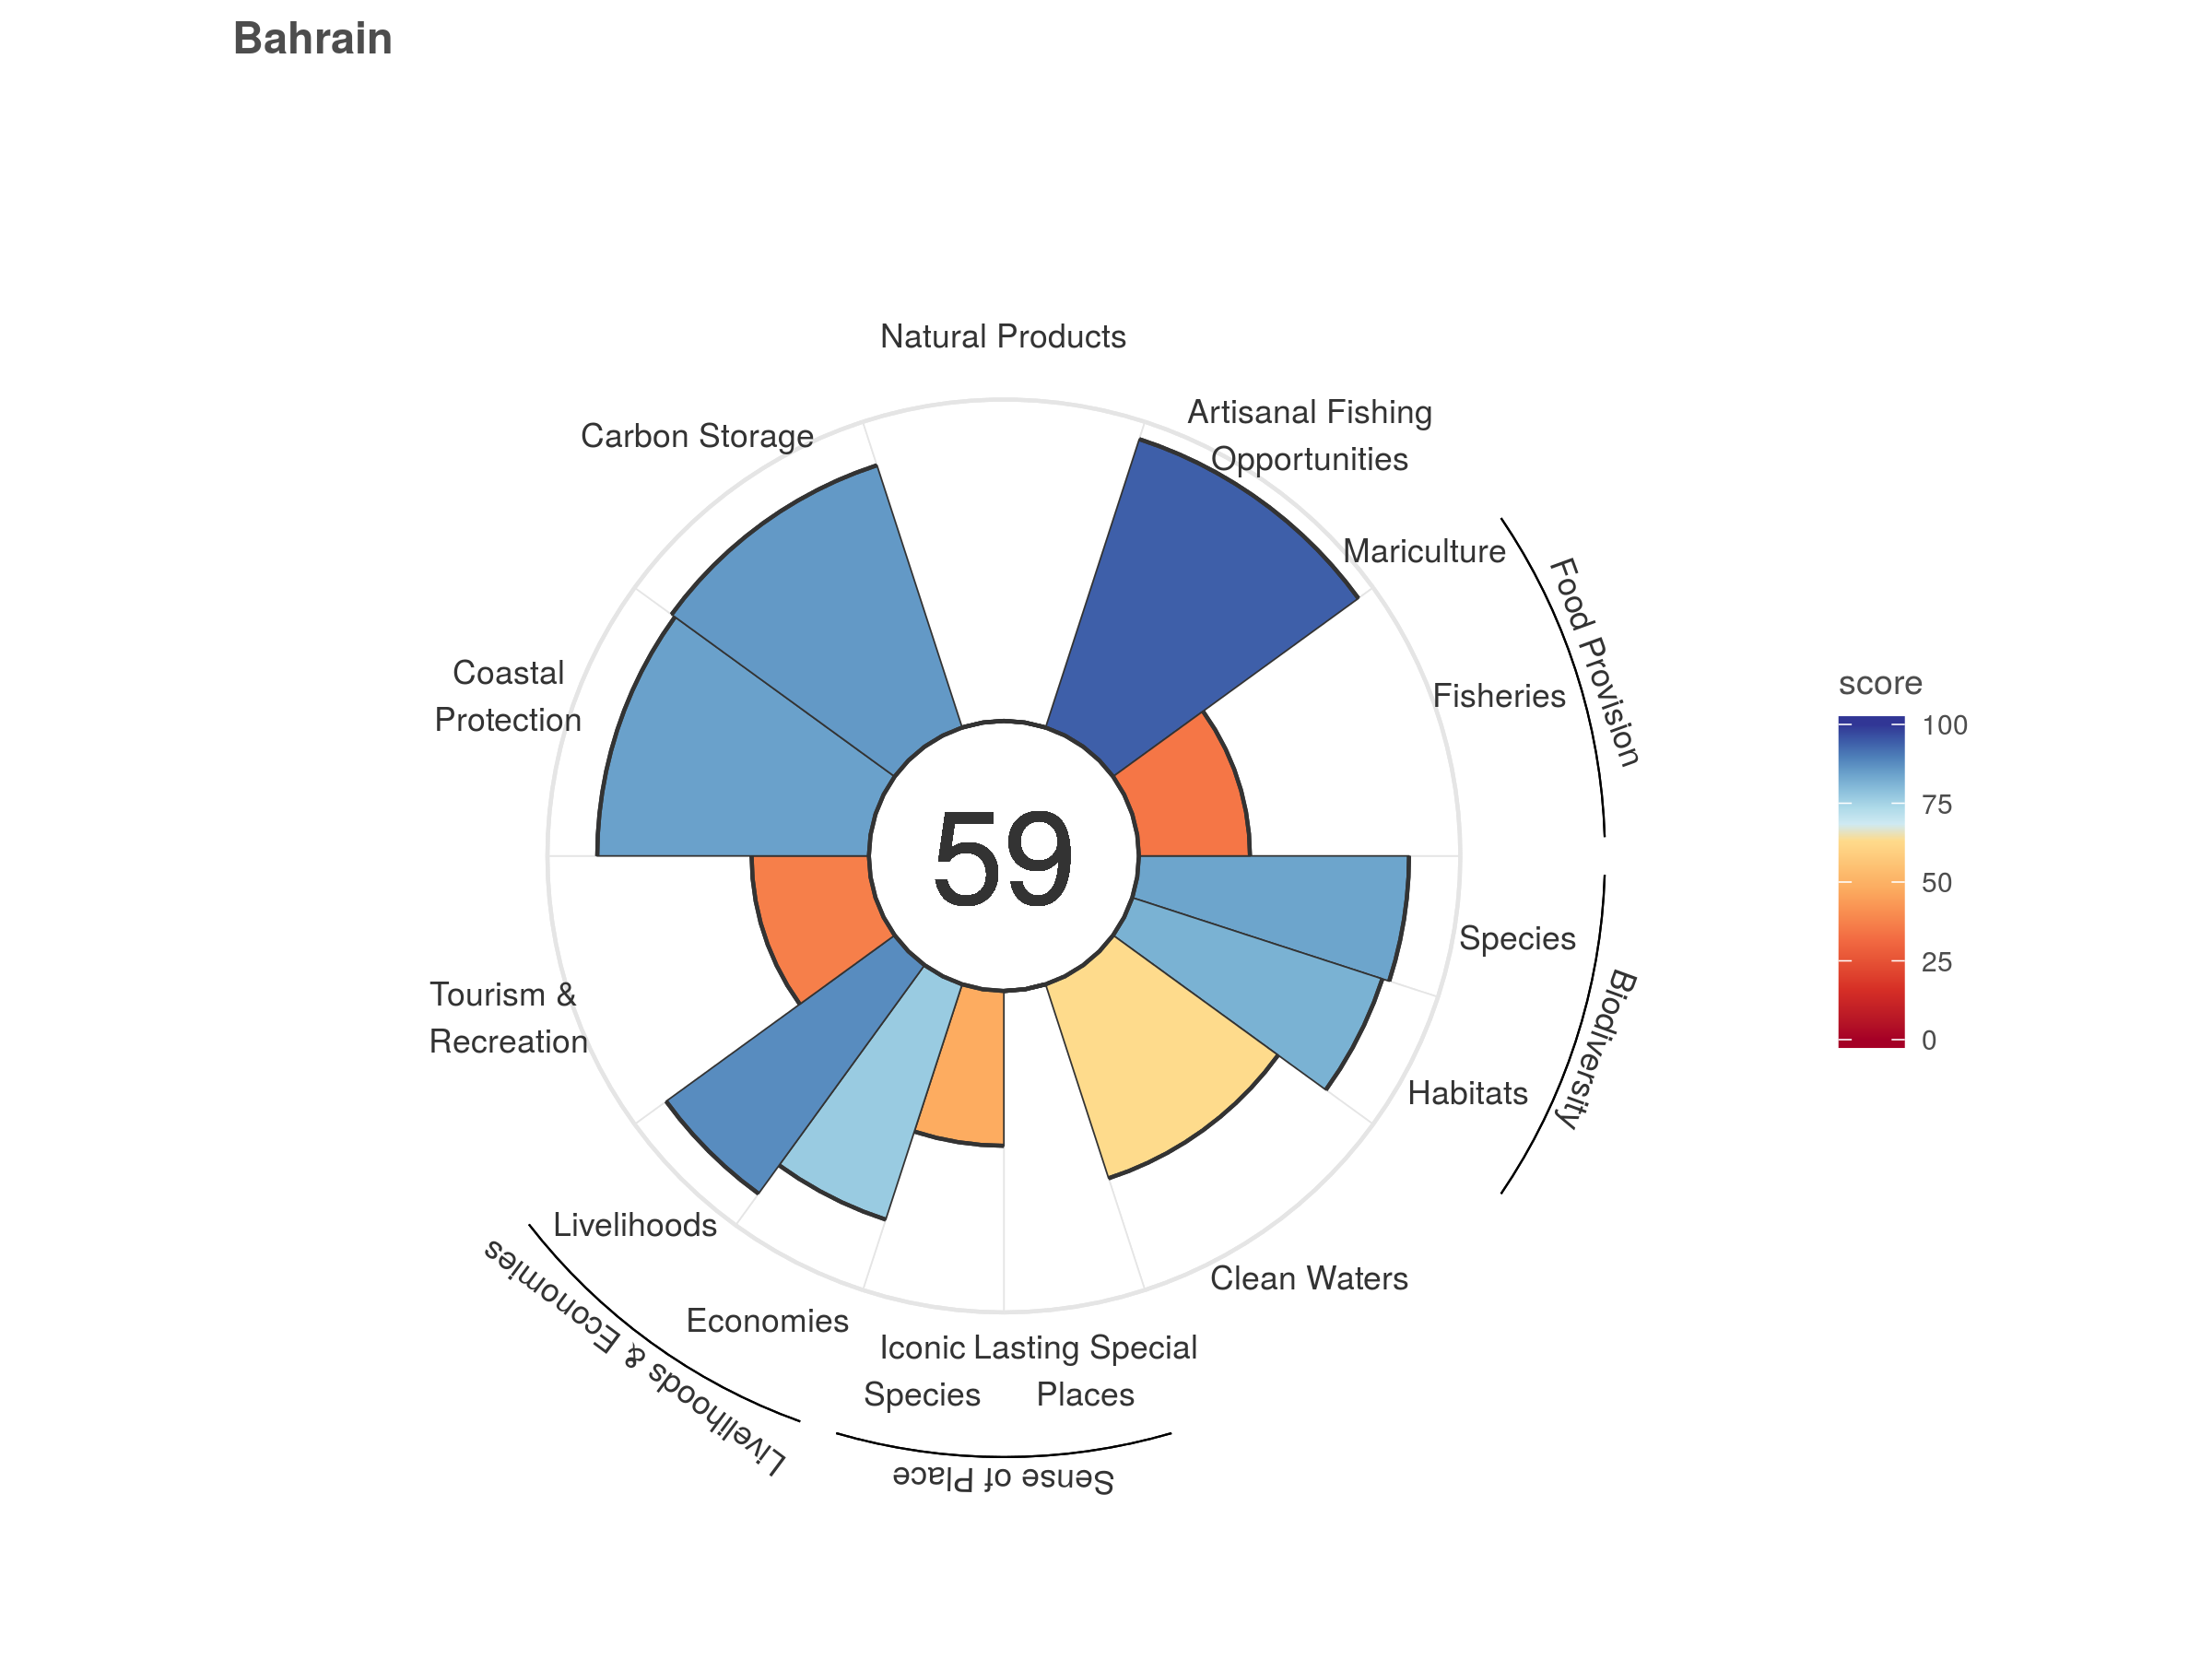 Bahrain
Natural Products
Artisanal Fishing
Opportunities
Carbon Storage
Mariculture
Food Provision
Fisheries
Coastal
Protection
score
100
75
50
25
0
59
Species
Biodiversity
Habitats
Tourism &
Recreation
Livelihoods
Livelihoods & Economies
Economies
Clean Waters
Iconic
Species
Lasting Special
Places
Sense of Place